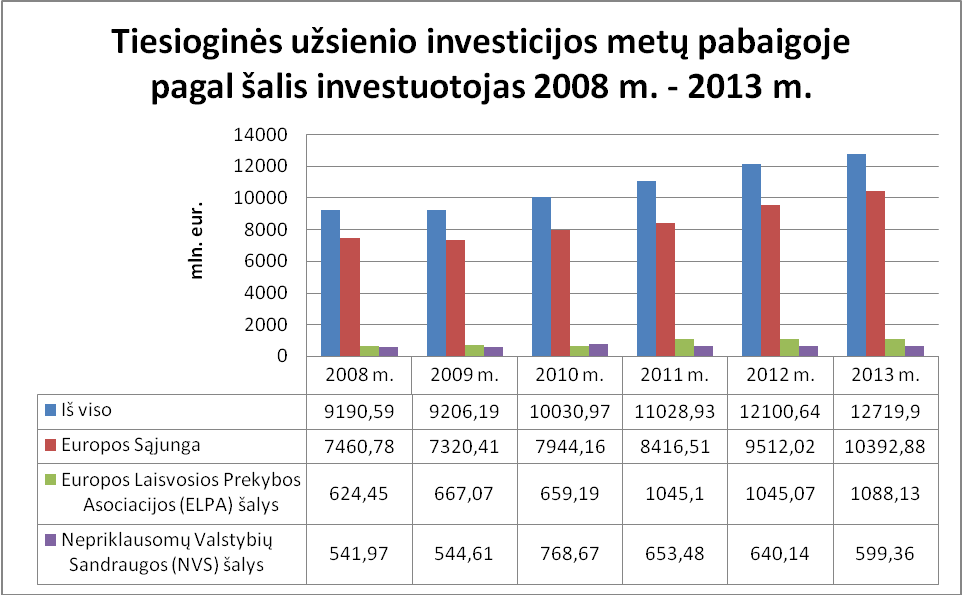 Tiesioginės užsienio investicijos metų pabaigoje
pagal šalis investuotojas 2008 m. - 2013 m.
mln. eur.
14000
12000
10000
8000
6000
4000
2000
0
2008 m. 2009 m. 2010 m. 2011 m. 2012 m. 2013 m.
Iš viso 9190,59 9206,19 10030,97 11028,93 12100,64 12719,9
Europos Sąjunga 7460,78 7320,41 7944,16 8416,51 9512,02 10392,88
Europos Laisvosios Prekybos
Asociacijos (ELPA) šalys 624,45 667,07 659,19 1045,1 1045,07 1088,13
Nepriklausomų Valstybių
Sandraugos (NVS) šalys 541,97 544,61 768,67 653,48 640,14 599,36